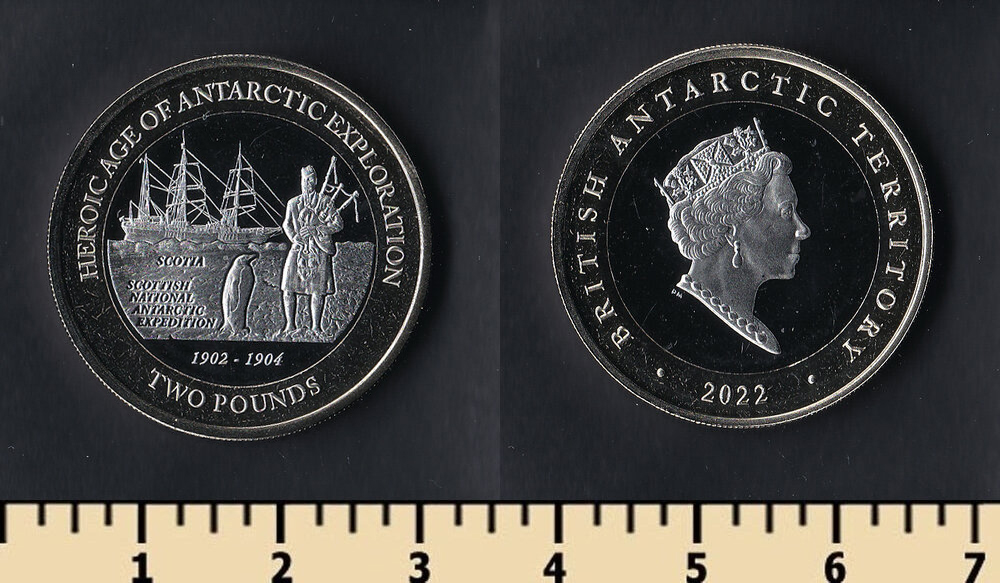 HEROIC AGE OF ANTARCTIC EXPLORATION
SCOTIA
SCOTTISH
NATIONAL
ANTARCTIC
EXPEDITION
1902 - 1904
TWO POUNDS
BRITISH ANTARCTIC TERRITORY
PM
2022
1 2 3 4 5 6 7